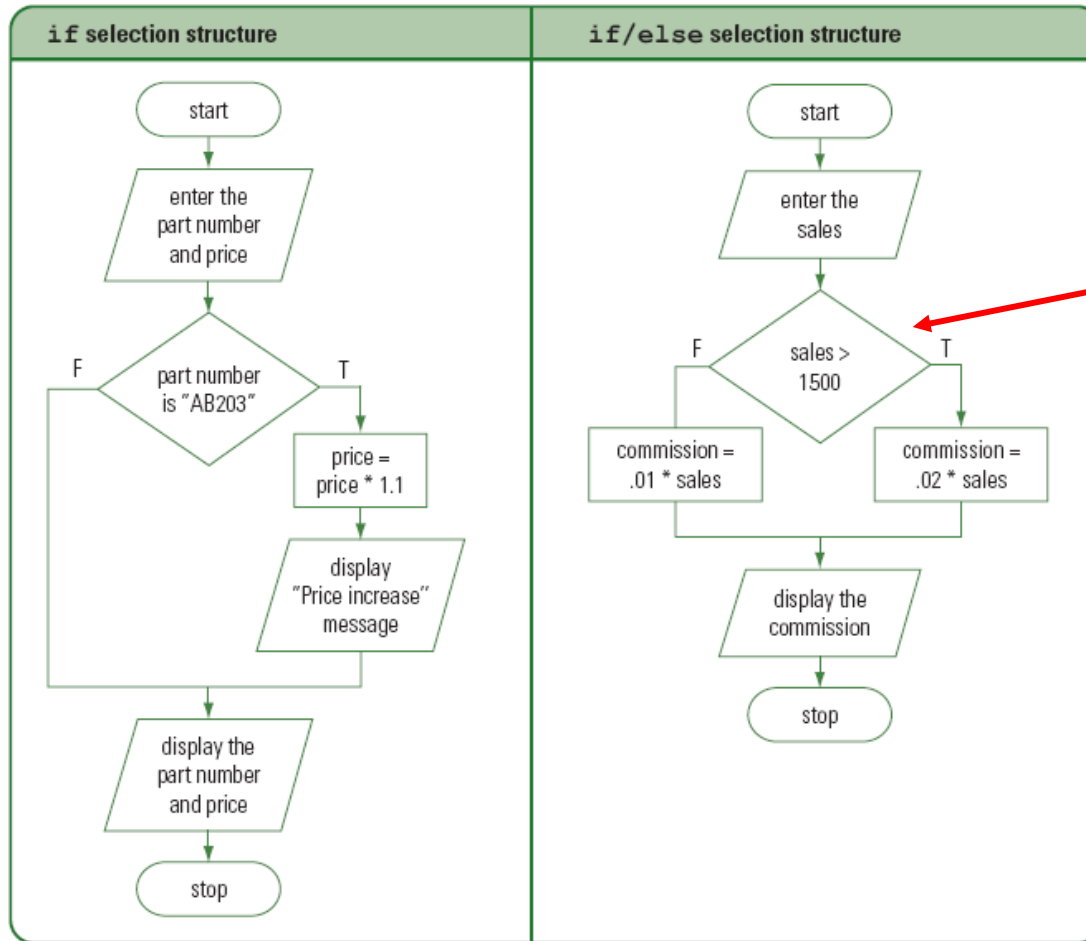 if selection structure
start
enter the
part number
and price
F
T
part number
is "AB203"
price =
price * 1.1
display
"Price increase"
message
display the
part number
and price
stop
if/else selection structure
start
enter the
sales
F
T
sales >
1500
commission =
.01 * sales
commission =
.02 * sales
display the
commission
stop